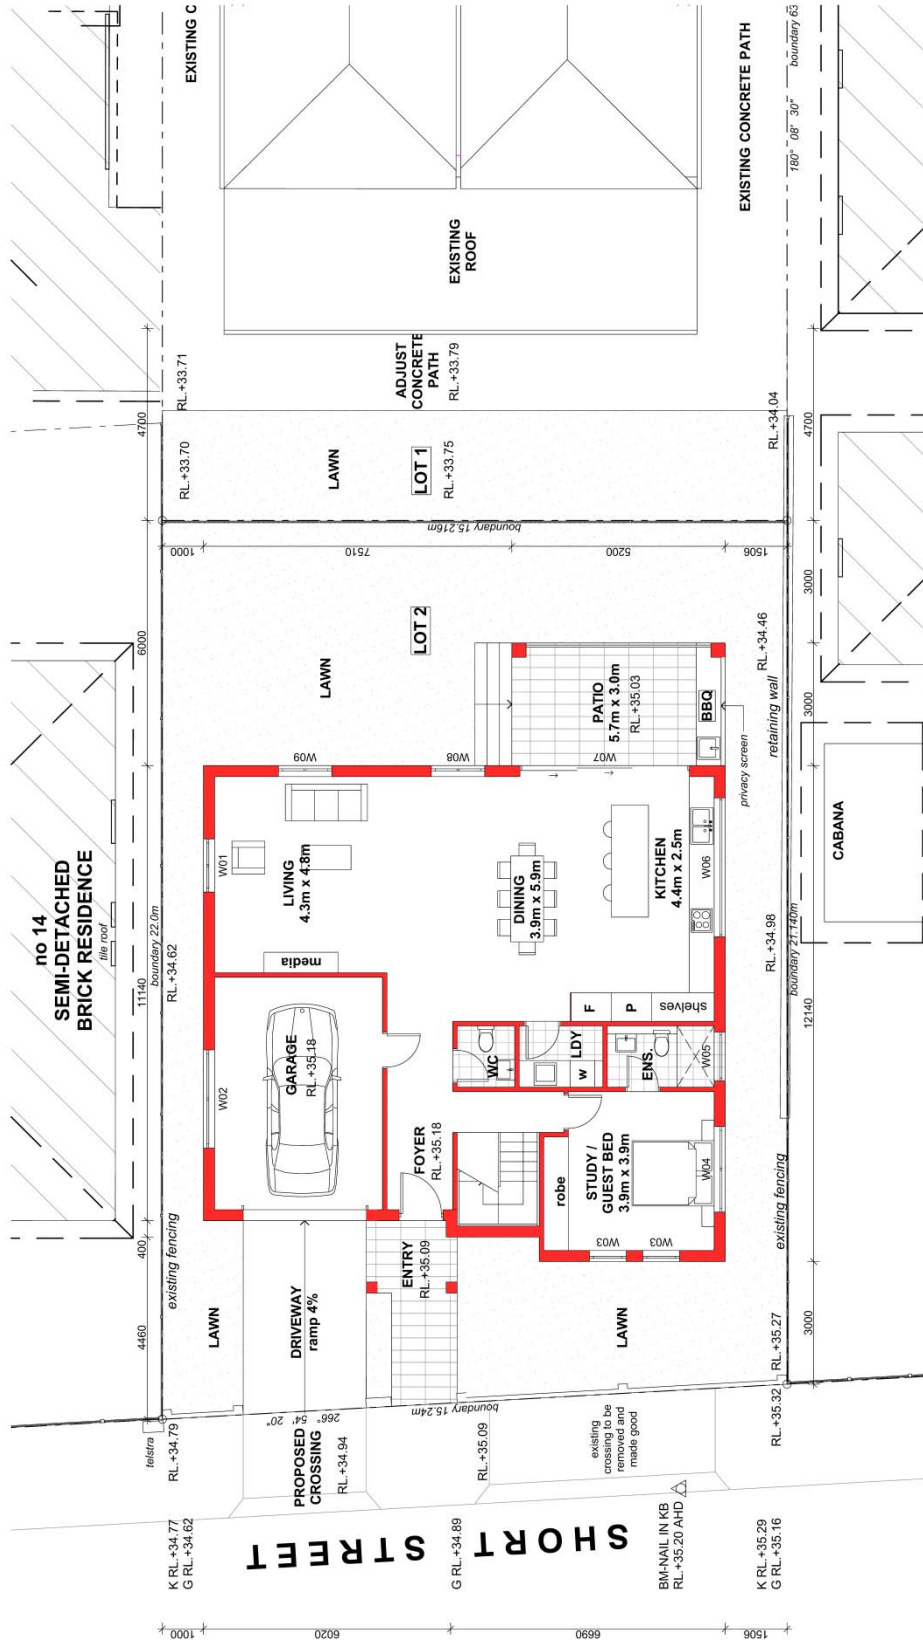 EXISTING C
EXISTING CONCRETE PATH
boundary 63
180° 08' 30"
EXISTING
ROOF
ADJUST
CONCRETE
PATH
RL.+33.79
RL.+33.71
4700
RL.+33.70
LAWN
LOT 1
RL.+33.75
RL.+34.04
4700
boundary 15.216m
1000
7510
5200
1506
no 14
SEMI-DETACHED
BRICK RESIDENCE
tile roof
6000
LAWN
LOT 2
3000
RL.+34.46
retaining wall
3000
PATIO
5.7m x 3.0m
RL.+35.03
BBQ
privacy screen
W09
W08
W07
W01
LIVING
4.3m x 4.8m
media
DINING
3.9m x 5.9m
KITCHEN
4.4m x 2.5m
W06
CABANA
boundary 22.0m
11140
RL.+34.62
RL.+34.98
boundary 21.140m
12140
F
P
shelves
W02
GARAGE
RL.+35.18
WC
LDY
W
ENS.
W05
FOYER
RL.+35.18
robe
STUDY /
GUEST BED
3.9m x 3.9m
W04
W03
W03
400
existing fencing
existing fencing
4460
LAWN
DRIVEWAY
ramp 4%
ENTRY
RL.+35.09
LAWN
3000
RL.+35.27
RL.+35.32
telstra
RL.+34.79
266° 54' 20"
boundary 15.24m
PROPOSED
CROSSING
RL.+34.94
RL.+35.09
existing
crossing to be
removed and
made good
SHORT STREET
K RL.+34.77
G RL.+34.62
G RL.+34.89
BM-NAIL IN KB
RL.+35.20 AHD
K RL.+35.29
G RL.+35.16
1000
6020
6690
1506